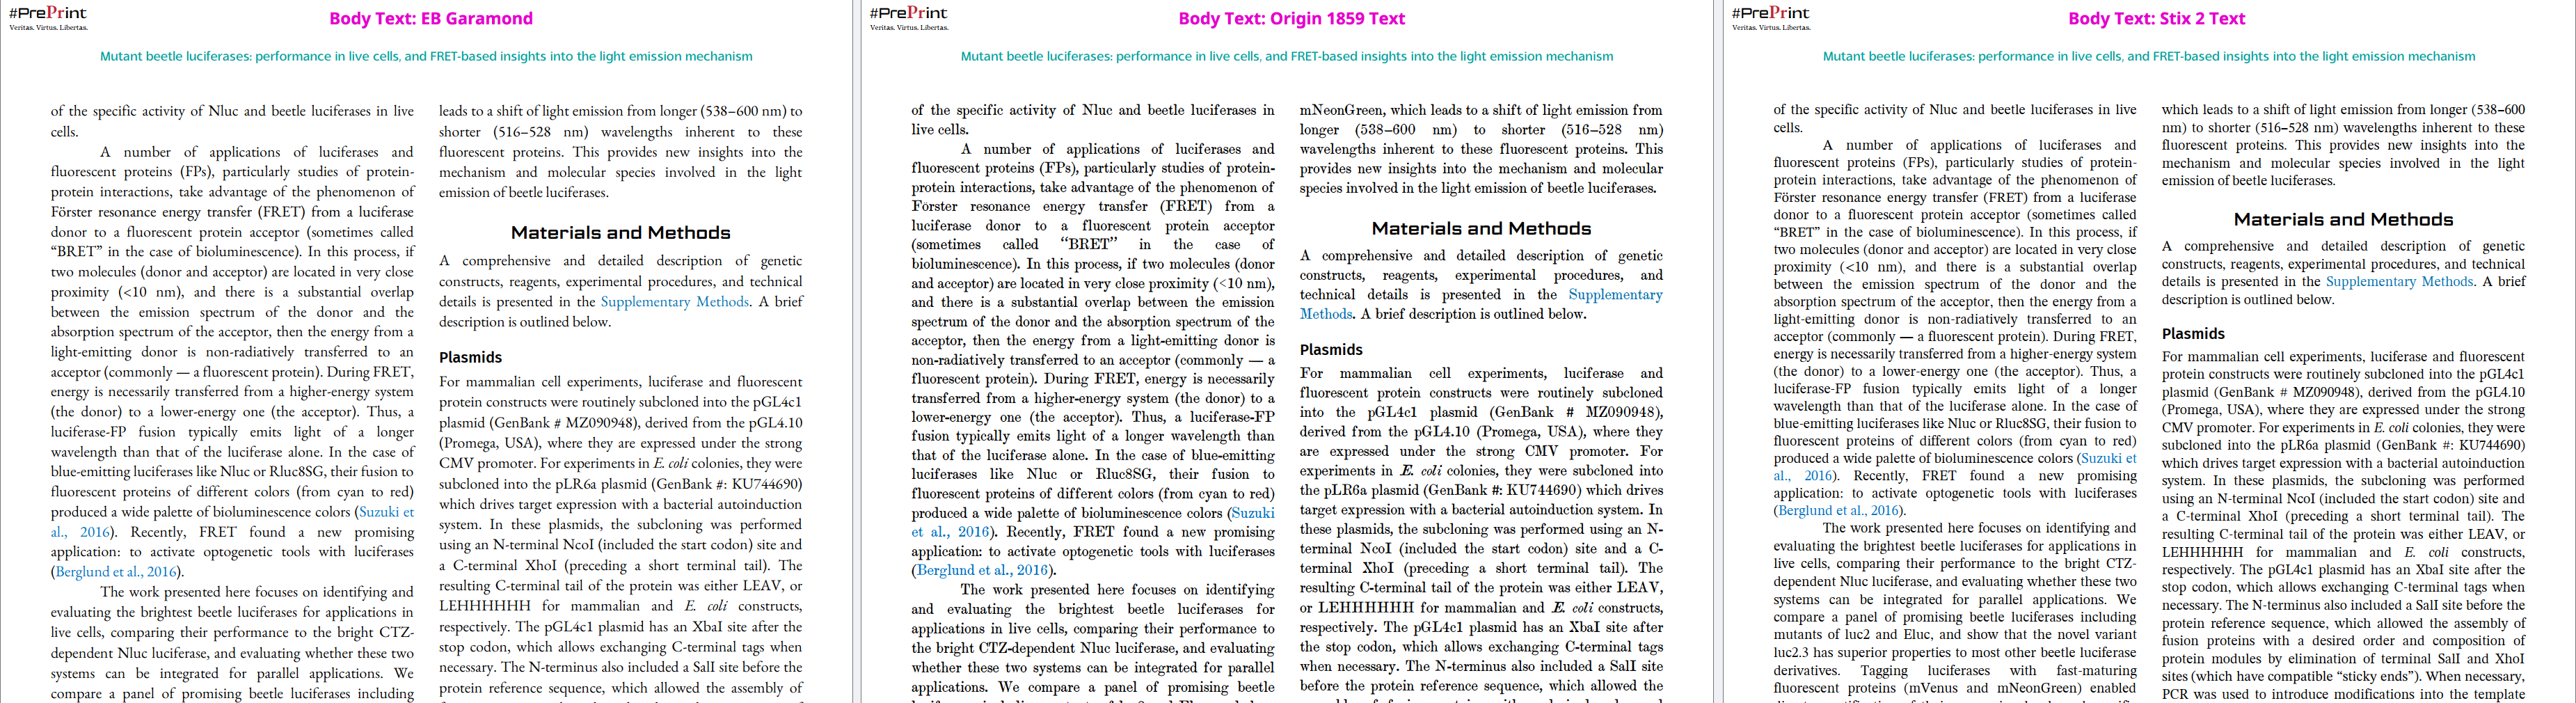 #PrePrint
Veritas. Virtus. Libertas.
Body Text: EB Garamond
Mutant beetle luciferases: performance in live cells, and FRET-based insights into the light emission mechanism
of the specific activity of Nluc and beetle luciferases in live
cells.
A number of applications of luciferases and
fluorescent proteins (FPs), particularly studies of protein-
protein interactions, take advantage of the phenomenon of
Förster resonance energy transfer (FRET) from a luciferase
donor to a fluorescent protein acceptor (sometimes called
“BRET” in the case of bioluminescence). In this process, if
two molecules (donor and acceptor) are located in very close
proximity (<10 nm), and there is a substantial overlap
between the emission spectrum of the donor and the
absorption spectrum of the acceptor, then the energy from a
light-emitting donor is non-radiatively transferred to an
acceptor (commonly — a fluorescent protein). During FRET,
energy is necessarily transferred from a higher-energy system
(the donor) to a lower-energy one (the acceptor). Thus, a
luciferase-FP fusion typically emits light of a longer
wavelength than that of the luciferase alone. In the case of
blue-emitting luciferases like Nluc or Rluc8SG, their fusion to
fluorescent proteins of different colors (from cyan to red)
produced a wide palette of bioluminescence colors (Suzuki et
al., 2016). Recently, FRET found a new promising
application: to activate optogenetic tools with luciferases
(Berglund et al., 2016).
The work presented here focuses on identifying and
evaluating the brightest beetle luciferases for applications in
live cells, comparing their performance to the bright CTZ-
dependent Nluc luciferase, and evaluating whether these two
systems can be integrated for parallel applications. We
compare a panel of promising beetle luciferases including
leads to a shift of light emission from longer (538–600 nm) to
shorter (516–528 nm) wavelengths inherent to these
fluorescent proteins. This provides new insights into the
mechanism and molecular species involved in the light
emission of beetle luciferases.
Materials and Methods
A comprehensive and detailed description of genetic
constructs, reagents, experimental procedures, and technical
details is presented in the Supplementary Methods. A brief
description is outlined below.
Plasmids
For mammalian cell experiments, luciferase and fluorescent
protein constructs were routinely subcloned into the pGL4c1
plasmid (GenBank # MZ090948), derived from the pGL4.10
(Promega, USA), where they are expressed under the strong
CMV promoter. For experiments in E. coli colonies, they were
subcloned into the pLR6a plasmid (GenBank #: KU744690)
which drives target expression with a bacterial autoinduction
system. In these plasmids, the subcloning was performed
using an N-terminal NcoI (included the start codon) site and
a C-terminal XhoI (preceding a short terminal tail). The
resulting C-terminal tail of the protein was either LEAV, or
LEHHHHHH for mammalian and E. coli constructs,
respectively. The pGL4c1 plasmid has an XbaI site after the
stop codon, which allows exchanging C-terminal tags when
necessary. The N-terminus also included a SalI site before the
protein reference sequence, which allowed the assembly of
#PrePrint
Veritas. Virtus. Libertas.
Body Text: Origin 1859 Text
Mutant beetle luciferases: performance in live cells, and FRET-based insights into the light emission mechanism
of the specific activity of Nluc and beetle luciferases in
live cells.
A number of applications of luciferases and
fluorescent proteins (FPs), particularly studies of protein-
protein interactions, take advantage of the phenomenon of
Förster resonance energy transfer (FRET) from a
luciferase donor to a fluorescent protein acceptor
(sometimes called “BRET” in the case of
bioluminescence). In this process, if two molecules (donor
and acceptor) are located in very close proximity (<10 nm),
and there is a substantial overlap between the emission
spectrum of the donor and the absorption spectrum of the
acceptor, then the energy from a light-emitting donor is
non-radiatively transferred to an acceptor (commonly — a
fluorescent protein). During FRET, energy is necessarily
transferred from a higher-energy system (the donor) to a
lower-energy one (the acceptor). Thus, a luciferase-FP
fusion typically emits light of a longer wavelength than
that of the luciferase alone. In the case of blue-emitting
luciferases like Nluc or Rluc8SG, their fusion to
fluorescent proteins of different colors (from cyan to red)
produced a wide palette of bioluminescence colors (Suzuki
et al., 2016). Recently, FRET found a new promising
application: to activate optogenetic tools with luciferases
(Berglund et al., 2016).
The work presented here focuses on identifying
and evaluating the brightest beetle luciferases for
applications in live cells, comparing their performance to
the bright CTZ-dependent Nluc luciferase, and evaluating
whether these two systems can be integrated for parallel
applications. We compare a panel of promising beetle
mNeonGreen, which leads to a shift of light emission from
longer (538–600 nm) to shorter (516–528 nm)
wavelengths inherent to these fluorescent proteins. This
provides new insights into the mechanism and molecular
species involved in the light emission of beetle luciferases.
Materials and Methods
A comprehensive and detailed description of genetic
constructs, reagents, experimental procedures, and
technical details is presented in the Supplementary
Methods. A brief description is outlined below.
Plasmids
For mammalian cell experiments, luciferase and
fluorescent protein constructs were routinely subcloned
into the pGL4c1 plasmid (GenBank # MZ090948),
derived from the pGL4.10 (Promega, USA), where they
are expressed under the strong CMV promoter. For
experiments in E. coli colonies, they were subcloned into
the pLR6a plasmid (GenBank #: KU744690) which drives
target expression with a bacterial autoinduction system. In
these plasmids, the subcloning was performed using an N-
terminal NcoI (included the start codon) site and a C-
terminal XhoI (preceding a short terminal tail). The
resulting C-terminal tail of the protein was either LEAV,
or LEHHHHHH for mammalian and E. coli constructs,
respectively. The pGL4c1 plasmid has an XbaI site after
the stop codon, which allows exchanging C-terminal tags
when necessary. The N-terminus also included a SalI site
before the protein reference sequence, which allowed the
#PrePrint
Veritas. Virtus. Libertas.
Body Text: Stix 2 Text
Mutant beetle luciferases: performance in live cells, and FRET-based insights into the light emission mechanism
of the specific activity of Nluc and beetle luciferases in live
cells.
A number of applications of luciferases and
fluorescent proteins (FPs), particularly studies of protein-
protein interactions, take advantage of the phenomenon of
Förster resonance energy transfer (FRET) from a luciferase
donor to a fluorescent protein acceptor (sometimes called
“BRET” in the case of bioluminescence). In this process, if
two molecules (donor and acceptor) are located in very close
proximity (<10 nm), and there is a substantial overlap
between the emission spectrum of the donor and the
absorption spectrum of the acceptor, then the energy from a
light-emitting donor is non-radiatively transferred to an
acceptor (commonly — a fluorescent protein). During FRET,
energy is necessarily transferred from a higher-energy system
(the donor) to a lower-energy one (the acceptor). Thus, a
luciferase-FP fusion typically emits light of a longer
wavelength than that of the luciferase alone. In the case of
blue-emitting luciferases like Nluc or Rluc8SG, their fusion to
fluorescent proteins of different colors (from cyan to red)
produced a wide palette of bioluminescence colors (Suzuki et
al., 2016). Recently, FRET found a new promising
application: to activate optogenetic tools with luciferases
(Berglund et al., 2016).
The work presented here focuses on identifying and
evaluating the brightest beetle luciferases for applications in
live cells, comparing their performance to the bright CTZ-
dependent Nluc luciferase, and evaluating whether these two
systems can be integrated for parallel applications. We
compare a panel of promising beetle luciferases including
mutants of luc2 and Eluc, and show that the novel variant
luc2.3 has superior properties to most other beetle luciferase
derivatives. Tagging luciferases with fast-maturing
fluorescent proteins (mVenus and mNeonGreen) enabled
which leads to a shift of light emission from longer (538–600
nm) to shorter (516–528 nm) wavelengths inherent to these
fluorescent proteins. This provides new insights into the
mechanism and molecular species involved in the light
emission of beetle luciferases.
Materials and Methods
A comprehensive and detailed description of genetic
constructs, reagents, experimental procedures, and technical
details is presented in the Supplementary Methods. A brief
description is outlined below.
Plasmids
For mammalian cell experiments, luciferase and fluorescent
protein constructs were routinely subcloned into the pGL4c1
plasmid (GenBank # MZ090948), derived from the pGL4.10
(Promega, USA), where they are expressed under the strong
CMV promoter. For experiments in E. coli colonies, they were
subcloned into the pLR6a plasmid (GenBank #: KU744690)
which drives target expression with a bacterial autoinduction
system. In these plasmids, the subcloning was performed
using an N-terminal NcoI (included the start codon) site and
a C-terminal XhoI (preceding a short terminal tail). The
resulting C-terminal tail of the protein was either LEAV, or
LEHHHHHH for mammalian and E. coli constructs,
respectively. The pGL4c1 plasmid has an XbaI site after the
stop codon, which allows exchanging C-terminal tags when
necessary. The N-terminus also included a SalI site before the
protein reference sequence, which allowed the assembly of
fusion proteins with a desired order and composition of
protein modules by elimination of terminal SalI and XhoI
sites (which have compatible “sticky ends”). When necessary,
PCR was used to introduce modifications into the template